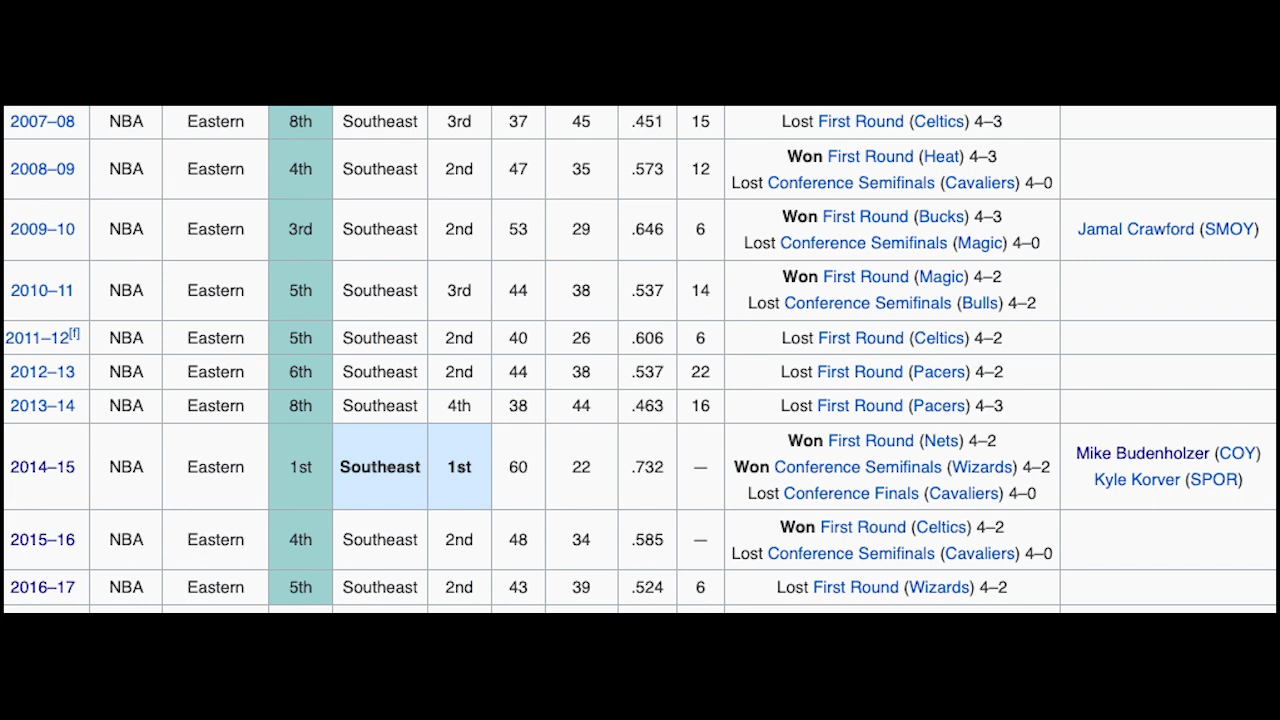 2007–08 NBA Eastern 8th Southeast 3rd 37 45 .451 15 Lost First Round (Celtics) 4–3
2008–09 NBA Eastern 4th Southeast 2nd 47 35 .573 12 Won First Round (Heat) 4–3
Lost Conference Semifinals (Cavaliers) 4–0
2009–10 NBA Eastern 3rd Southeast 2nd 53 29 .646 6 Won First Round (Bucks) 4–3
Lost Conference Semifinals (Magic) 4–0
Jamal Crawford (SMOY)
2010–11 NBA Eastern 5th Southeast 3rd 44 38 .537 14 Won First Round (Magic) 4–2
Lost Conference Semifinals (Bulls) 4–2
2011–12[f] NBA Eastern 5th Southeast 2nd 40 26 .606 6 Lost First Round (Celtics) 4–2
2012–13 NBA Eastern 6th Southeast 2nd 44 38 .537 22 Lost First Round (Pacers) 4–2
2013–14 NBA Eastern 8th Southeast 4th 38 44 .463 16 Lost First Round (Pacers) 4–3
2014–15 NBA Eastern 1st Southeast 1st 60 22 .732 — Won First Round (Nets) 4–2
Won Conference Semifinals (Wizards) 4–2
Lost Conference Finals (Cavaliers) 4–0
Mike Budenholzer (COY)
Kyle Korver (SPOR)
2015–16 NBA Eastern 4th Southeast 2nd 48 34 .585 — Won First Round (Celtics) 4–2
Lost Conference Semifinals (Cavaliers) 4–0
2016–17 NBA Eastern 5th Southeast 2nd 43 39 .524 6 Lost First Round (Wizards) 4–2